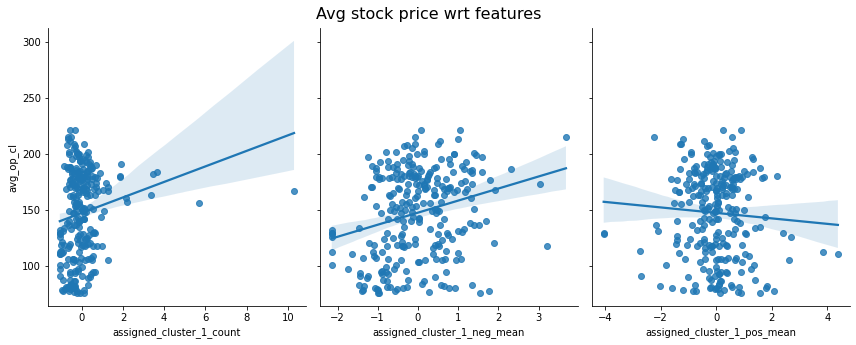 Avg stock price wrt features
avg_op_cl
300
250
200
150
100
0 2 4 6 8 10
assigned_cluster_1_count
−2 −1 0 1 2 3
assigned_cluster_1_neg_mean
−4 −2 0 2 4
assigned_cluster_1_pos_mean